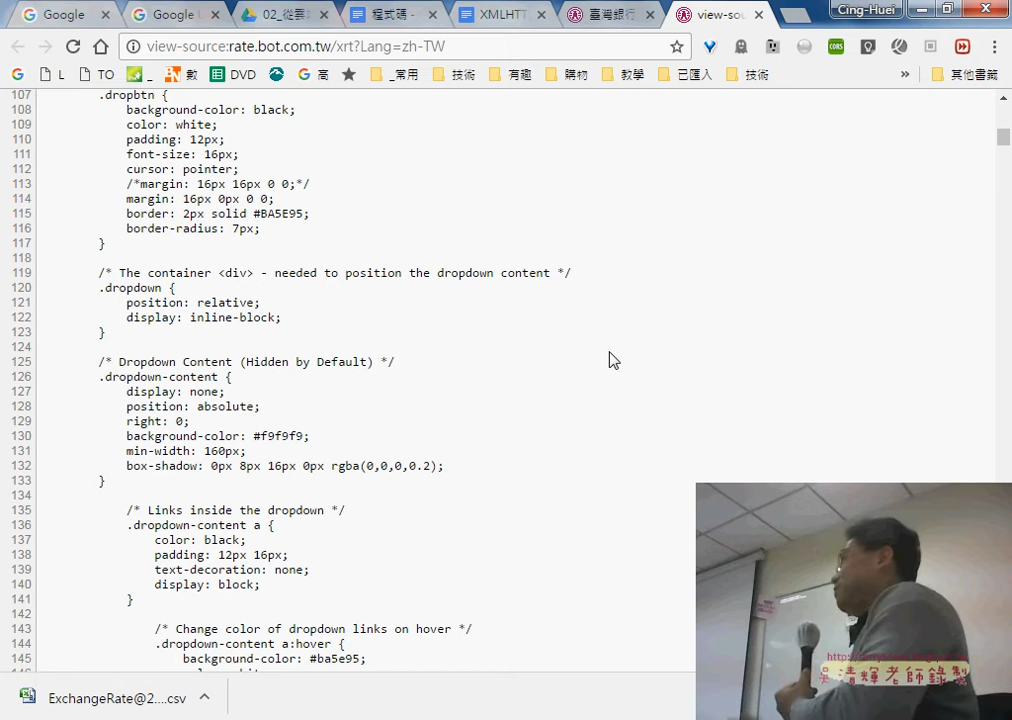 Google
Google
02_從雲
程式碼 -
XMLHTT
臺灣銀行
view-sou
Cing-Huei
view-source:rate.bot.com.tw/xrt?Lang=zh-TW
L
TO
_
數
DVD
高
_常用
技術
有趣
購物
教學
已匯入
技術
»
其他書籤
107 .dropbtn {
108 background-color: black;
109 color: white;
110 padding: 12px;
111 font-size: 16px;
112 cursor: pointer;
113 /*margin: 16px 16px 0 0;*/
114 margin: 16px 0px 0 0;
115 border: 2px solid #BA5E95;
116 border-radius: 7px;
117 }
118
119 /* The container <div> - needed to position the dropdown content */
120 .dropdown {
121 position: relative;
122 display: inline-block;
123 }
124
125 /* Dropdown Content (Hidden by Default) */
126 .dropdown-content {
127 display: none;
128 position: absolute;
129 right: 0;
130 background-color: #f9f9f9;
131 min-width: 160px;
132 box-shadow: 0px 8px 16px 0px rgba(0,0,0,0.2);
133 }
134
135 /* Links inside the dropdown */
136 .dropdown-content a {
137 color: black;
138 padding: 12px 16px;
139 text-decoration: none;
140 display: block;
141 }
142
143 /* Change color of dropdown links on hover */
144 .dropdown-content a:hover {
145 background-color: #ba5e95;
吳清輝老師錄製
ExchangeRate@2....csv